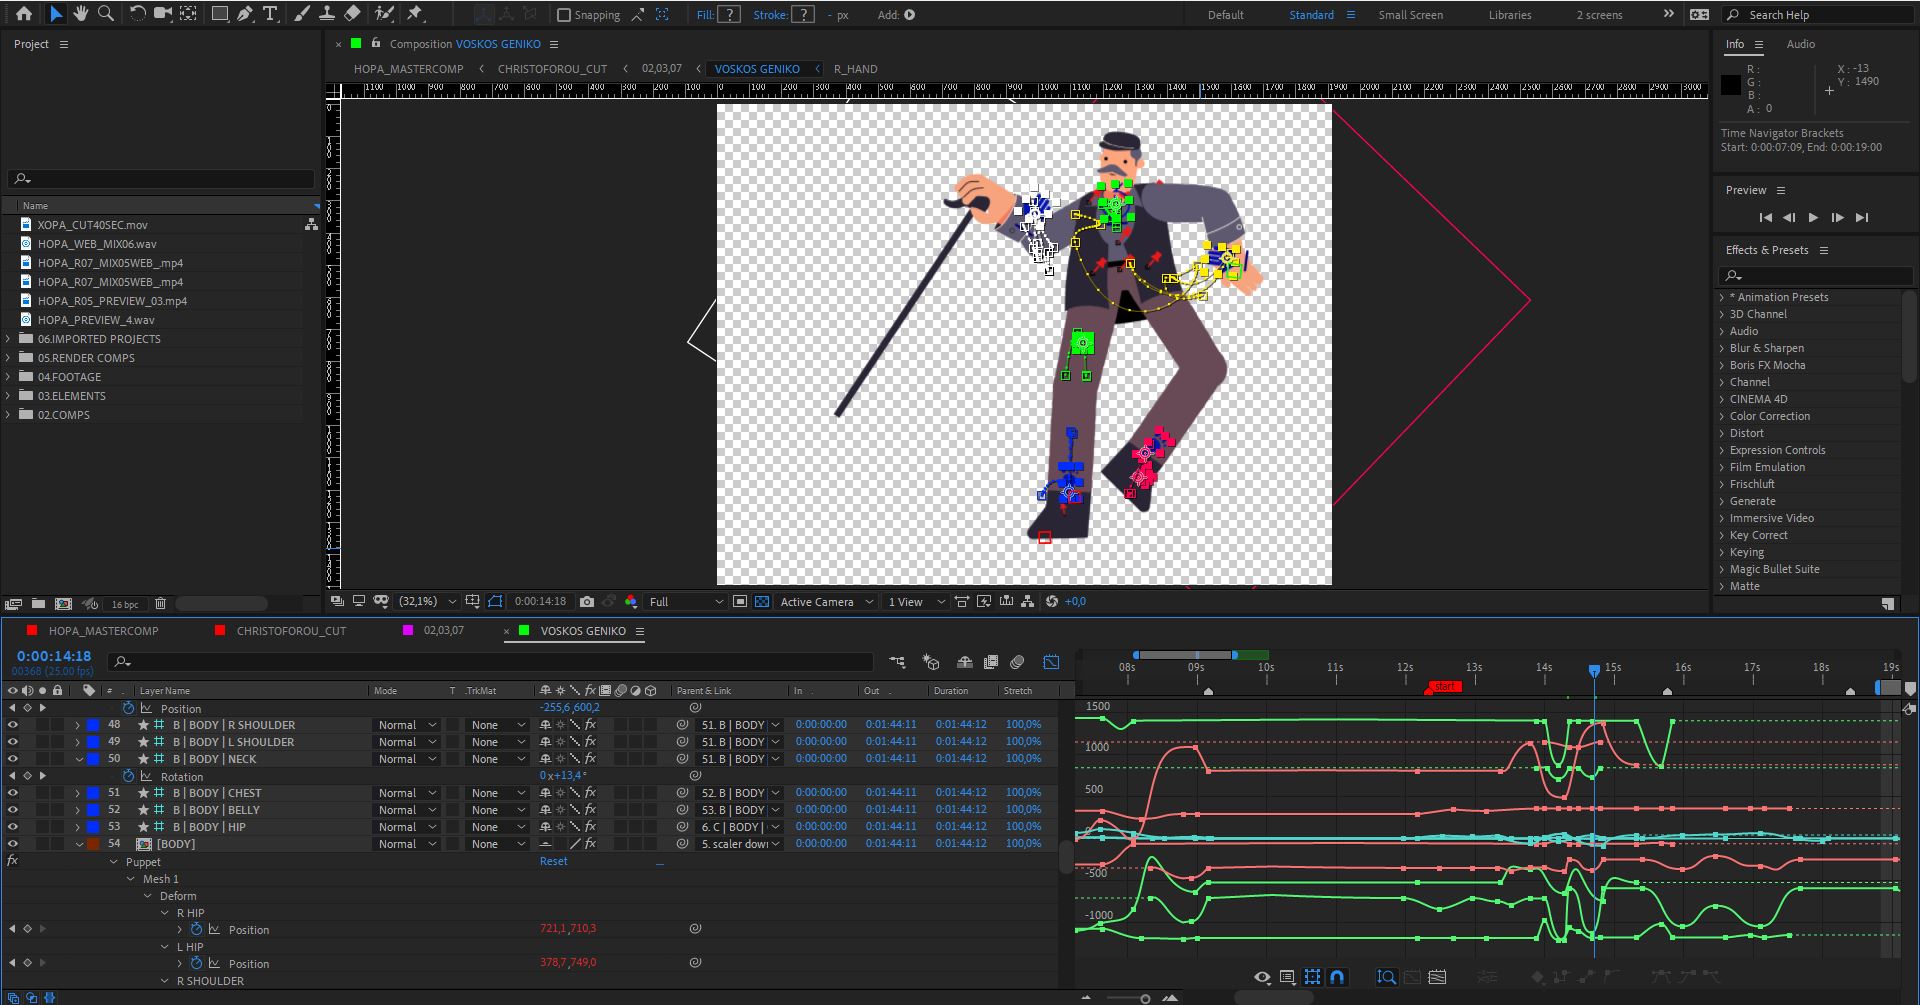 Snapping Fill: ? Stroke: ? - px Add: Default Standard Small Screen Libraries 2 screens Search Help
Project
Composition VOSKOS GENIKO
Info Audio
HOPA_MASTERCOMP CHRISTOFOROU_CUT 02,03,07 VOSKOS GENIKO R_HAND
R : X : -13
G : Y : 1490
B :
A : 0
Time Navigator Brackets
Start: 0:00:07:09, End: 0:00:19:00
Preview
Effects & Presets
Name
XOPA_CUT40SEC.mov
HOPA_WEB_MIX06.wav
HOPA_R07_MIX05WEB_.mp4
HOPA_R07_MIX05WEB_.mp4
HOPA_R05_PREVIEW_03.mp4
HOPA_PREVIEW_4.wav
06.IMPORTED PROJECTS
05.RENDER COMPS
04.FOOTAGE
03.ELEMENTS
02.COMPS
* Animation Presets
3D Channel
Audio
Blur & Sharpen
Boris FX Mocha
Channel
CINEMA 4D
Color Correction
Distort
Expression Controls
Film Emulation
Frischluft
Generate
Immersive Video
Key Correct
Keying
Magic Bullet Suite
Matte
16 bpc
(32,1%) 0:00:14:18 Full Active Camera 1 View +0,0
HOPA_MASTERCOMP CHRISTOFOROU_CUT 02,03,07 VOSKOS GENIKO
0:00:14:18
00368 (25.00 fps)
08s 09s 10s 11s 12s 13s 14s 15s 16s 17s 18s 19s
# Layer Name Mode T .TrkMat Parent & Link In Out Duration Stretch
start
Position -255,6,600,2
48 B | BODY | R SHOULDER Normal None 51. B | BODY 0:00:00:00 0:01:44:11 0:01:44:12 100,0%
49 B | BODY | L SHOULDER Normal None 51. B | BODY 0:00:00:00 0:01:44:11 0:01:44:12 100,0%
50 B | BODY | NECK Normal None 51. B | BODY 0:00:00:00 0:01:44:11 0:01:44:12 100,0%
Rotation 0x+13,4°
51 B | BODY | CHEST Normal None 52. B | BODY 0:00:00:00 0:01:44:11 0:01:44:12 100,0%
52 B | BODY | BELLY Normal None 53. B | BODY 0:00:00:00 0:01:44:11 0:01:44:12 100,0%
53 B | BODY | HIP Normal None 6. C | BODY | 0:00:00:00 0:01:44:11 0:01:44:12 100,0%
54 [BODY] Normal None 5. scaler dow 0:00:00:00 0:01:44:11 0:01:44:12 100,0%
fx Puppet Reset
Mesh 1
Deform
R HIP
Position 721,1,710,3
L HIP
Position 378,7,749,0
R SHOULDER
1500
1000
500
0
-500
-1000